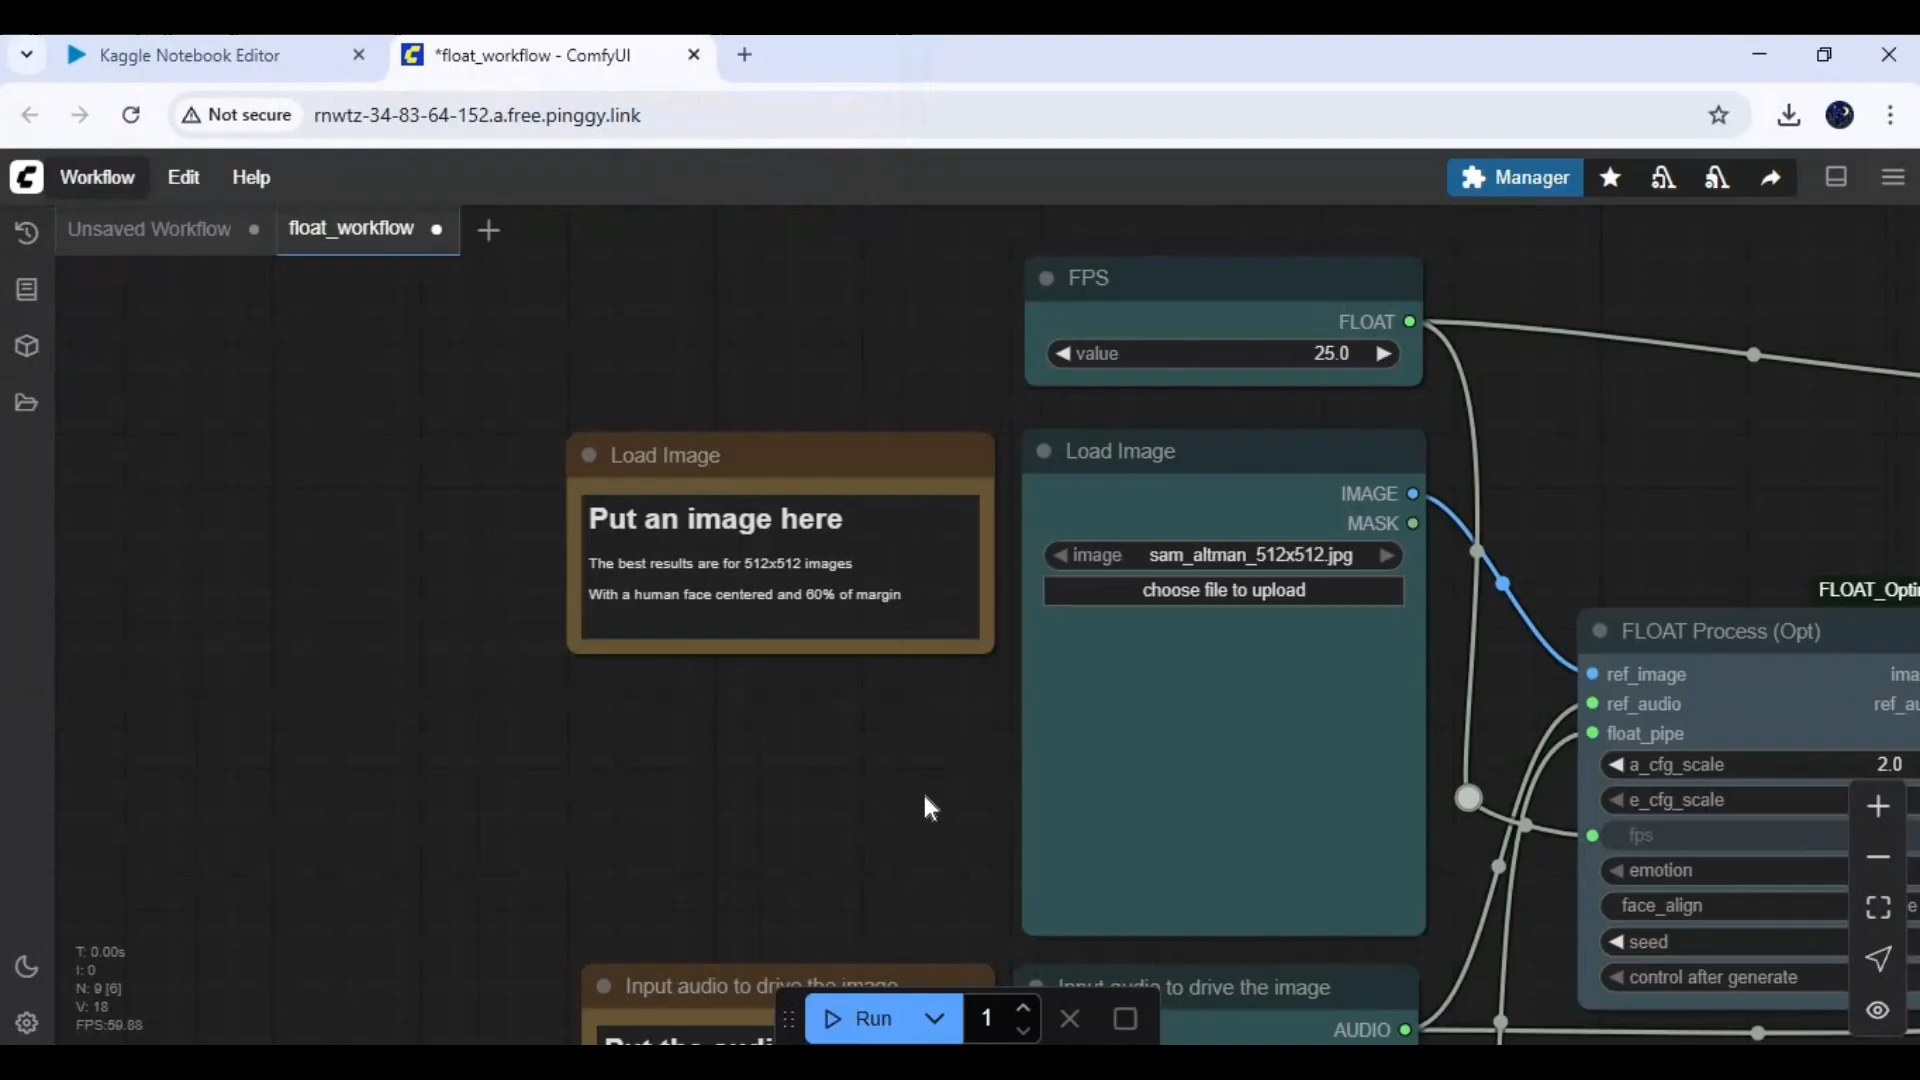 Kaggle Notebook Editor
*float_workflow - ComfyUI
Not secure
rnwtz-34-83-64-152.a.free.pinggy.link
Workflow
Edit
Help
Manager
Unsaved Workflow
float_workflow
FPS
FLOAT
value
25.0
Load Image
Put an image here
The best results are for 512x512 images
With a human face centered and 60% of margin
Load Image
IMAGE
MASK
image
sam_altman_512x512.jpg
choose file to upload
FLOAT_Opti
FLOAT Process (Opt)
ref_image
ima
ref_audio
ref_au
float_pipe
a_cfg_scale
2.0
e_cfg_scale
fps
emotion
face_align
e
seed
control after generate
T: 0.00s
I: 0
N: 9 [6]
V: 18
FPS:59.88
Input audio to drive the image
Input audio to drive the image
Run
1
AUDIO